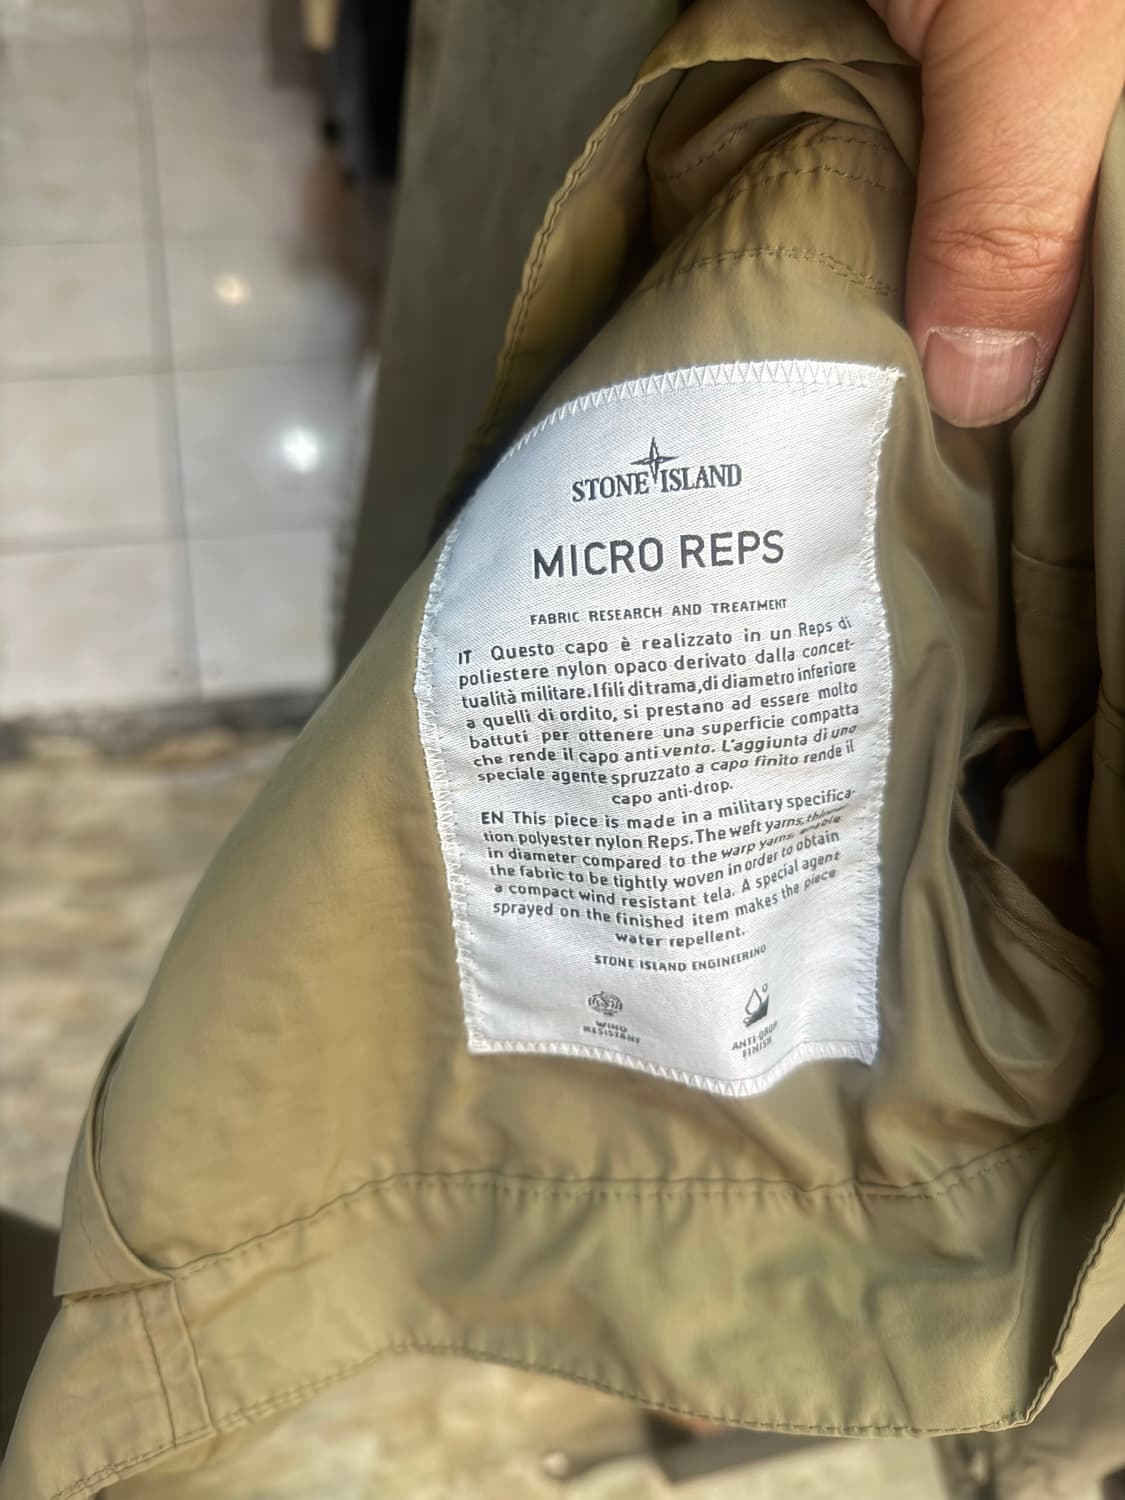 STONE ISLAND
MICRO REPS
FABRIC RESEARCH AND TREATMENT
IT Questo capo è realizzato in un Reps di
poliestere nylon opaco derivato dalla concet-
tualità militare. I fili di trama, di diametro inferiore
a quelli di ordito, si prestano ad essere molto
battuti per ottenere una superficie compatta
che rende il capo anti vento. L'aggiunta di una
speciale agente spruzzato a capo finito rende il
capo anti-drop.
EN This piece is made in a military specifica-
tion polyester nylon Reps. The weft yarns, thinner
in diameter compared to the warp yarns, enable
the fabric to be tightly woven in order to obtain
a compact wind resistant tela. A special agent
sprayed on the finished item makes the piece
water repellent.
STONE ISLAND ENGINEERING
WIND
RESISTANT
ANTI-DROP
FINISH